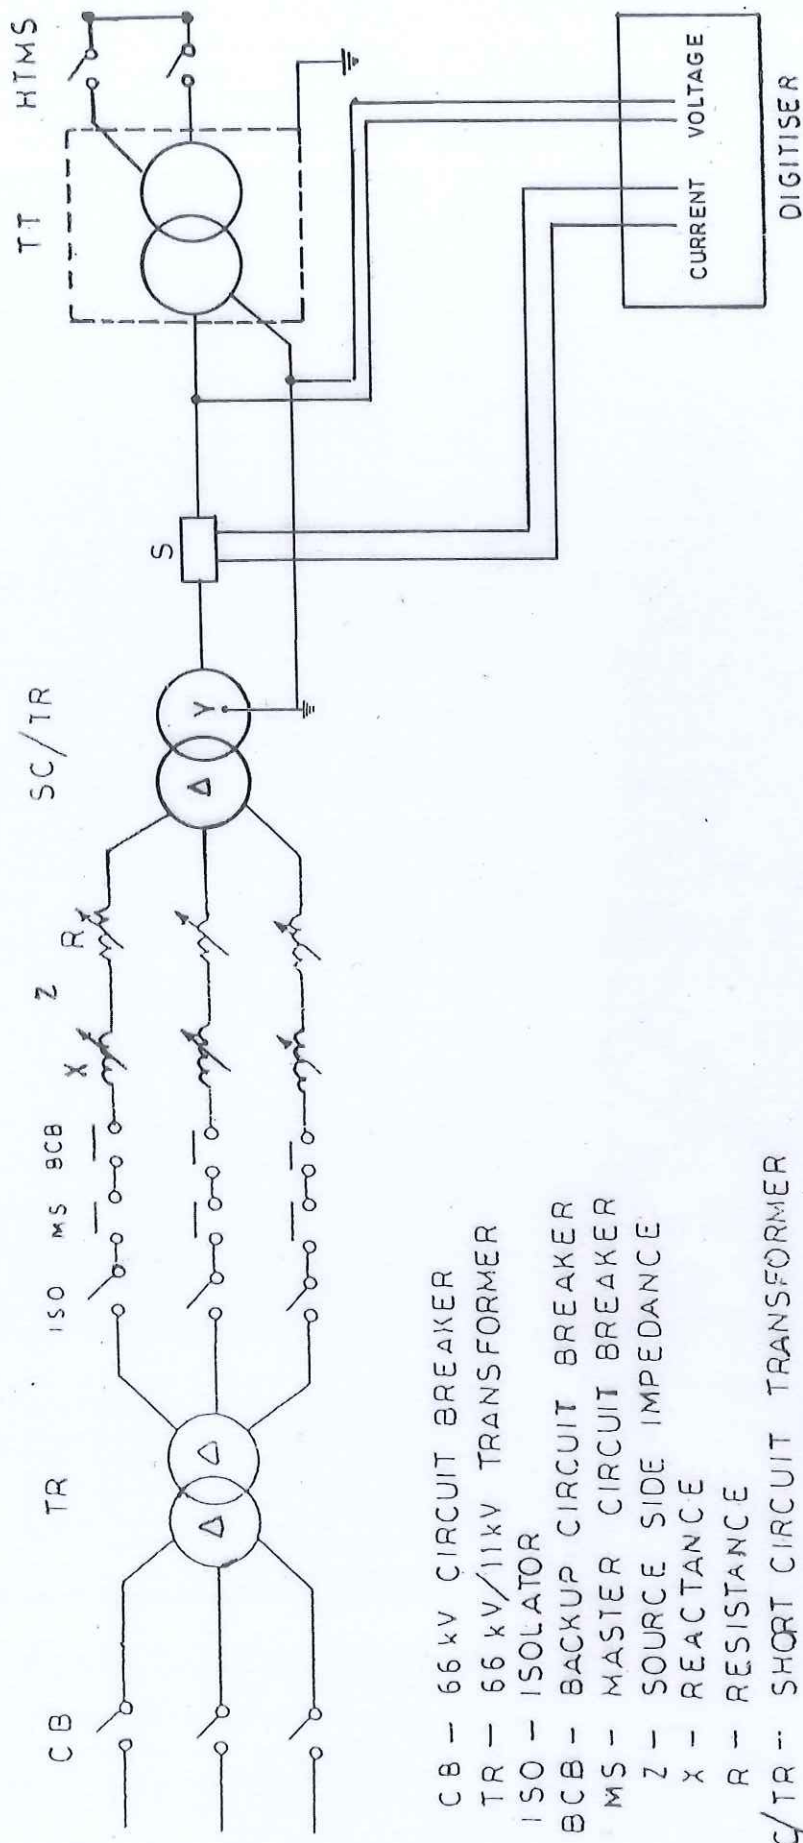 CB TR ISO MS BCB X Z R SC/TR TT HTMS
Δ Δ Δ Y S
CURRENT VOLTAGE
DIGITISER
CB - 66kV CIRCUIT BREAKER
TR - 66 kV/11kV TRANSFORMER
ISO - ISOLATOR
BCB - BACKUP CIRCUIT BREAKER
MS - MASTER CIRCUIT BREAKER
Z - SOURCE SIDE IMPEDANCE
X - REACTANCE
R - RESISTANCE
/TR -- SHORT CIRCUIT TRANSFORMER